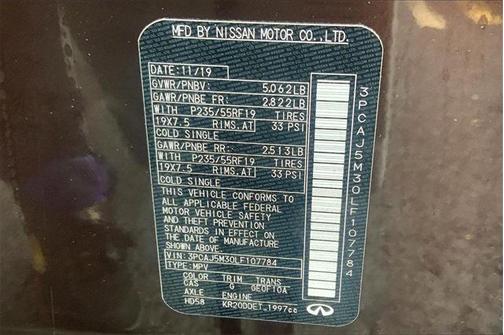 MFD BY NISSAN MOTOR CO.,LTD.
DATE:11/19
GVWR/PNBV: 5,062LB
GAWR/PNBE FR: 2,822LB
WITH P235/55RF19 TIRES
19X7.5 RIMS,AT 33 PSI
COLD SINGLE
GAWR/PNBE RR: 2,513LB
WITH P235/55RF19 TIRES
19X7.5 RIMS,AT 33 PSI
COLD SINGLE
THIS VEHICLE CONFORMS TO
ALL APPLICABLE FEDERAL
MOTOR VEHICLE SAFETY
AND THEFT PREVENTION
STANDARDS IN EFFECT ON
THE DATE OF MANUFACTURE
SHOWN ABOVE.
VIN:3PCAJ5M30LF107784
TYPE:MPV
COLOR TRIM TRANS
CAS G
AXLE ENGINE
HD58 KR20DDET_1997cc
INFINITI
3PCAJ5M30LF107784